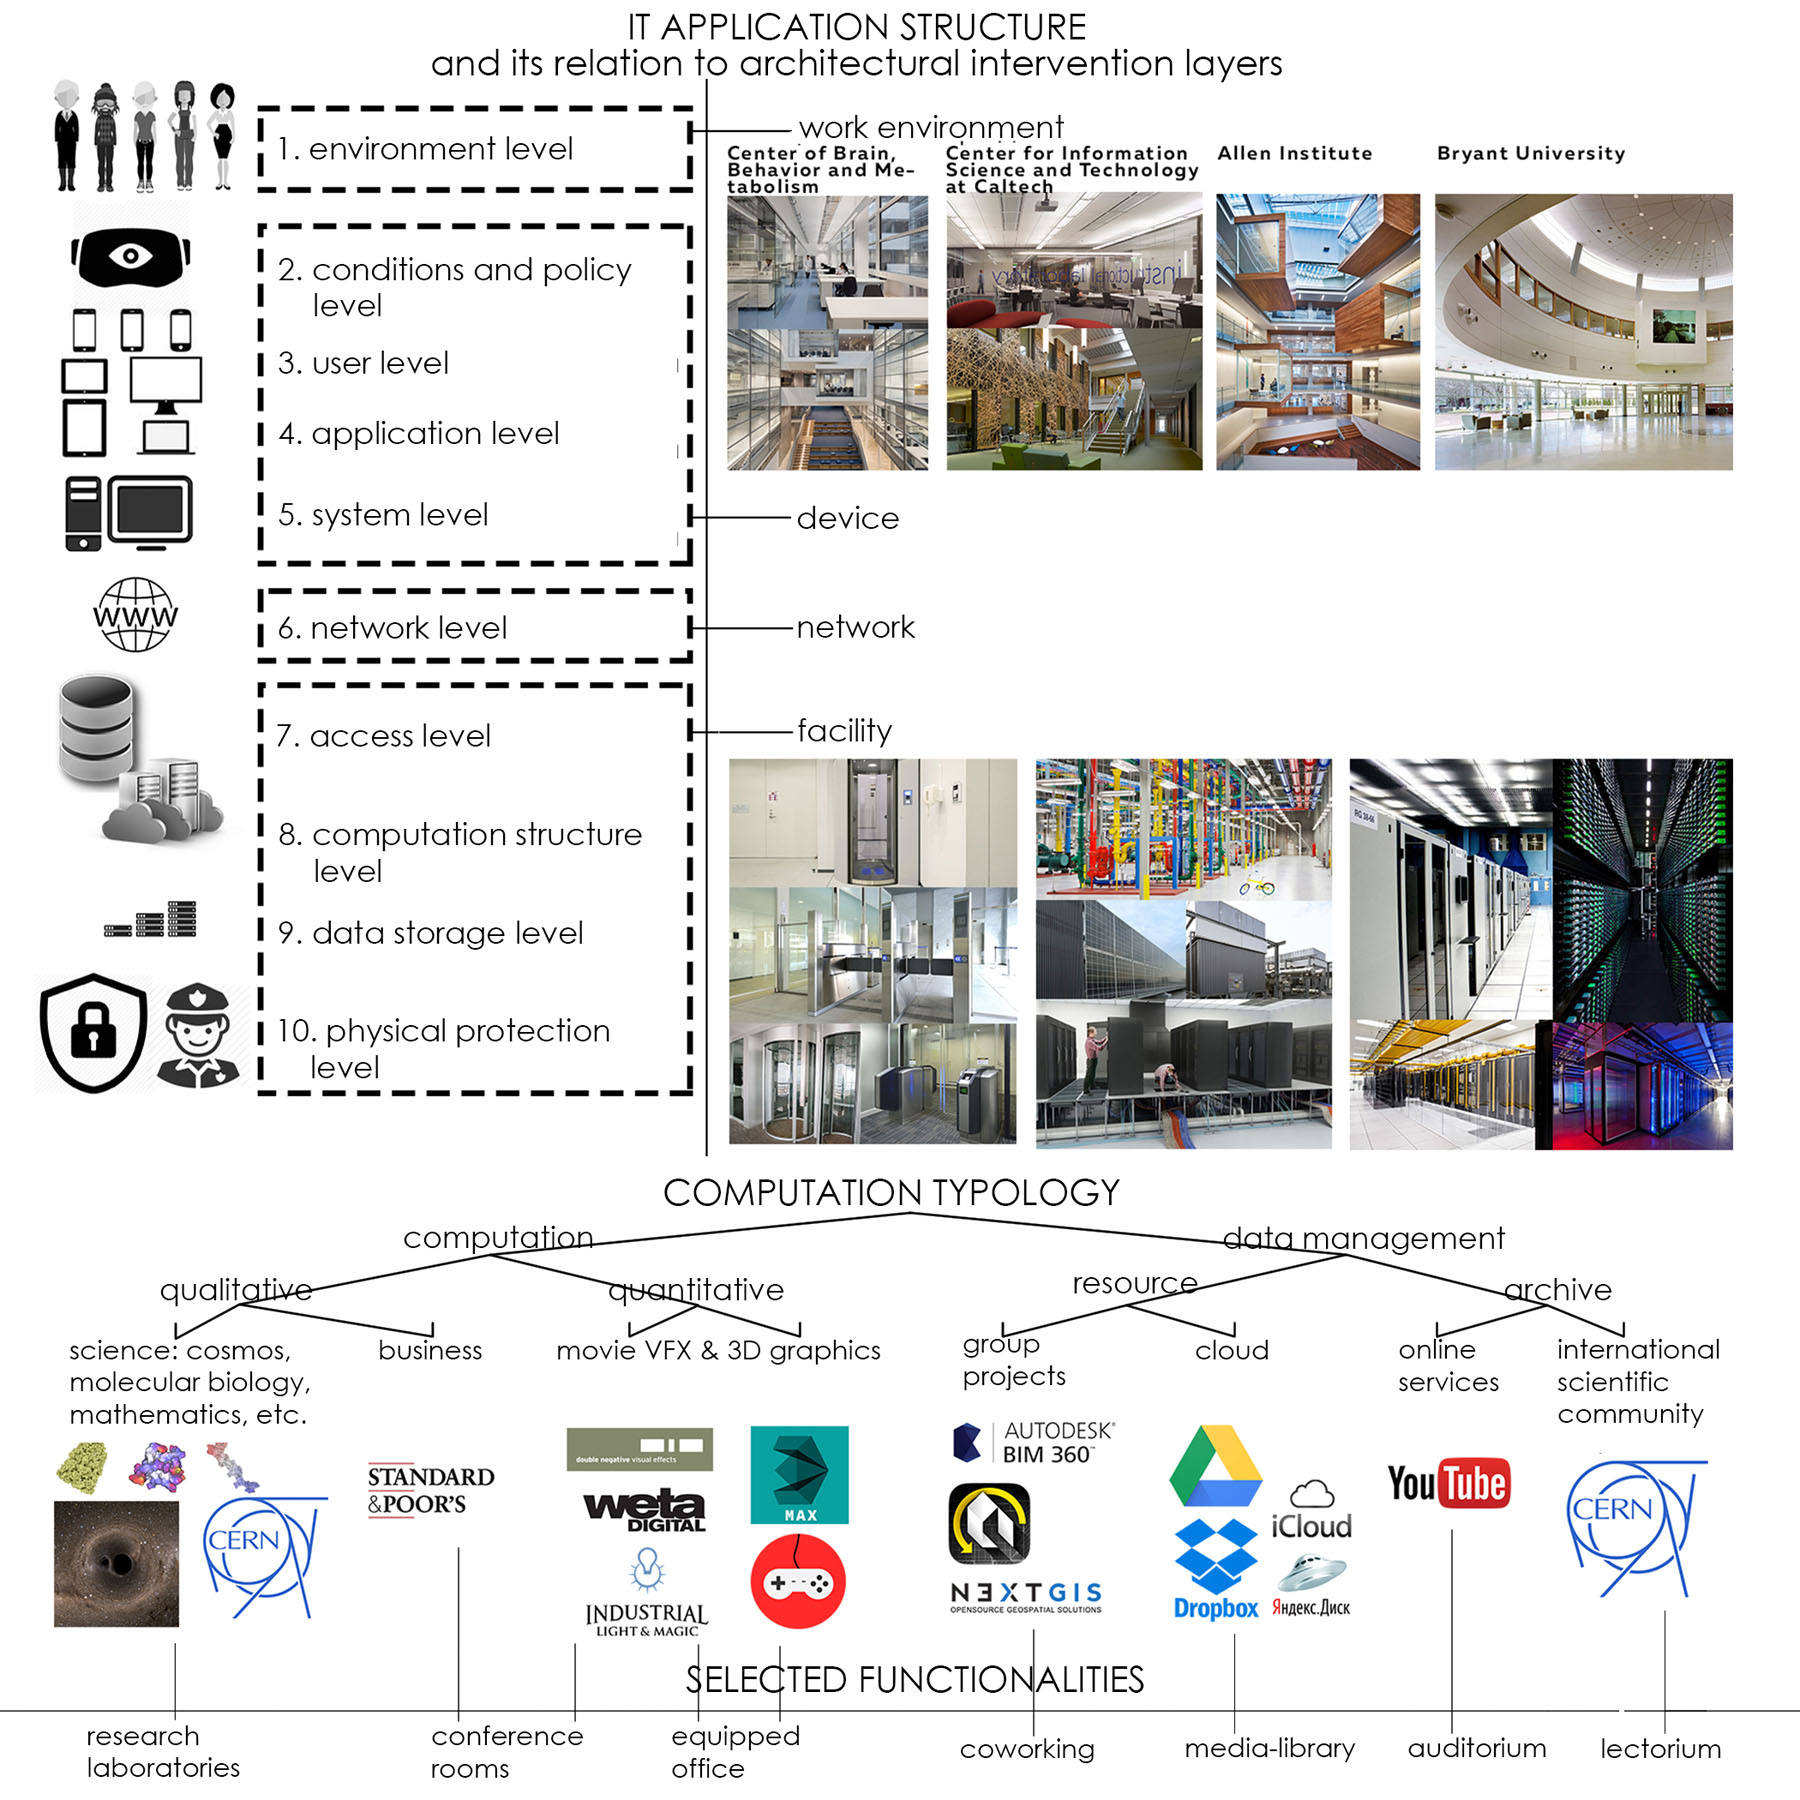 IT APPLICATION STRUCTURE
and its relation to architectural intervention layers
1. environment level
work environment
Center of Brain,
Behavior and Me-
tabolism
Center for Information
Science and Technology
at Caltech
Allen Institute
Bryant University
Instructional laboratory
2. conditions and policy
level
3. user level
4. application level
5. system level
device
WWW
6. network level
network
7. access level
facility
8. computation structure
level
9. data storage level
10. physical protection
level
COMPUTATION TYPOLOGY
computation
data management
qualitative
quantitative
resource
archive
science: cosmos,
molecular biology,
mathematics, etc.
business
movie VFX & 3D graphics
group
projects
cloud
online
services
international
scientific
community
CERN
STANDARD
&POOR'S
double negative visual effects
weta
DIGITAL
INDUSTRIAL
LIGHT & MAGIC
MAX
AUTODESK®
BIM 360™
NEXTGIS
OPENSOURCE GEOSPATIAL SOLUTIONS
iCloud
Dropbox
Яндекс.Диск
YouTube
CERN
SELECTED FUNCTIONALITIES
research
laboratories
conference
rooms
equipped
office
coworking
media-library
auditorium
lectorium